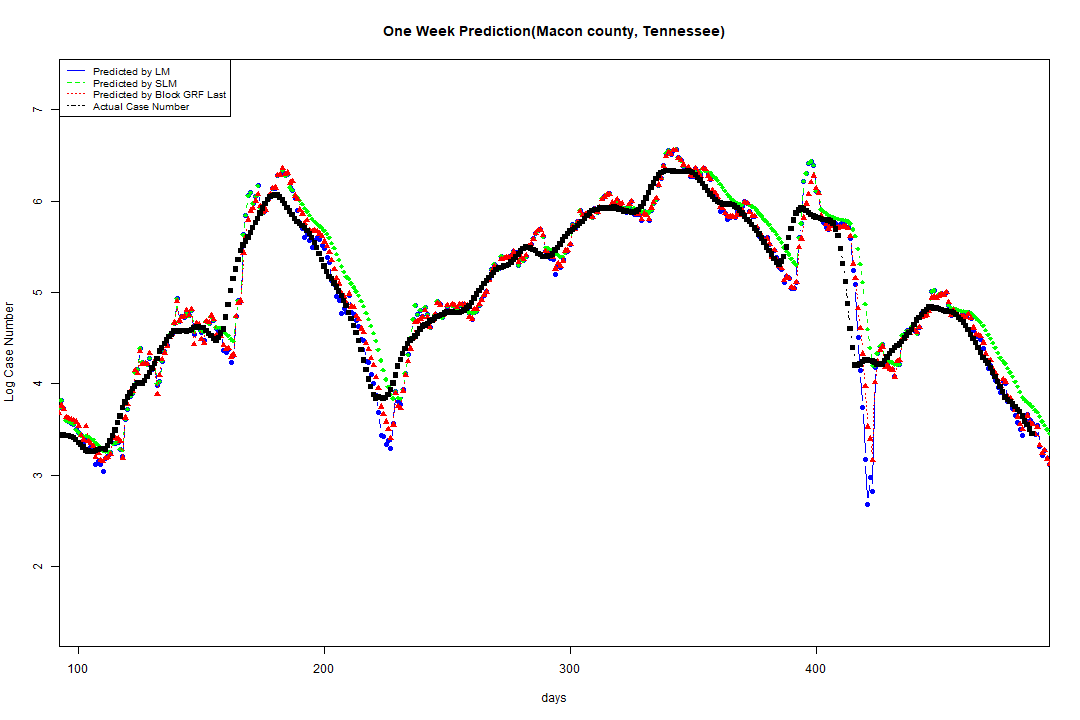 One Week Prediction(Macon county, Tennessee)
Predicted by LM
Predicted by SLM
Predicted by Block GRF Last
Actual Case Number
7
6
5
4
3
2
Log Case Number
100 200 300 400
days